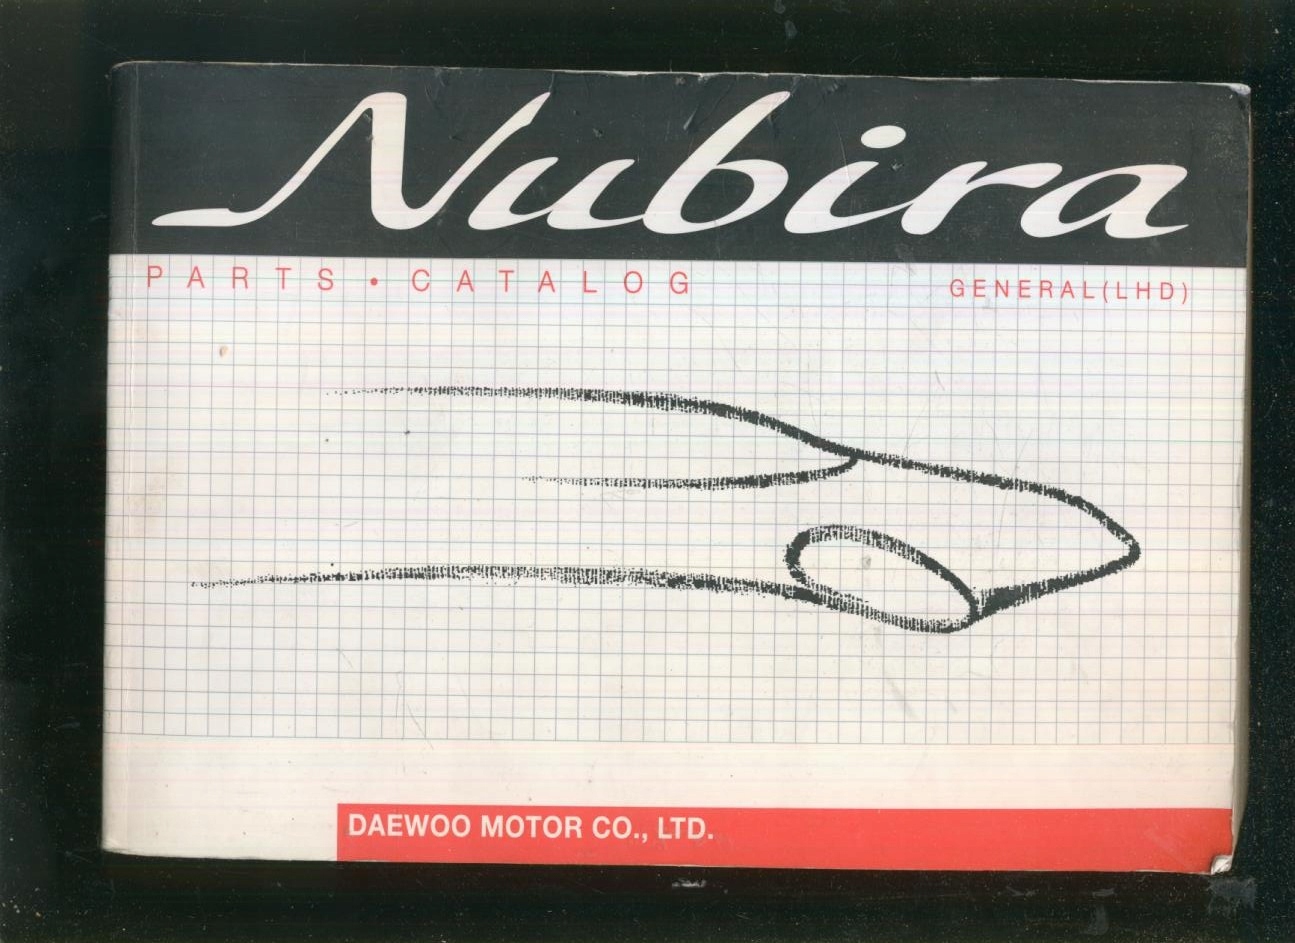 Nubira
PARTS • CATALOG GENERAL(LHD)
DAEWOO MOTOR CO., LTD.